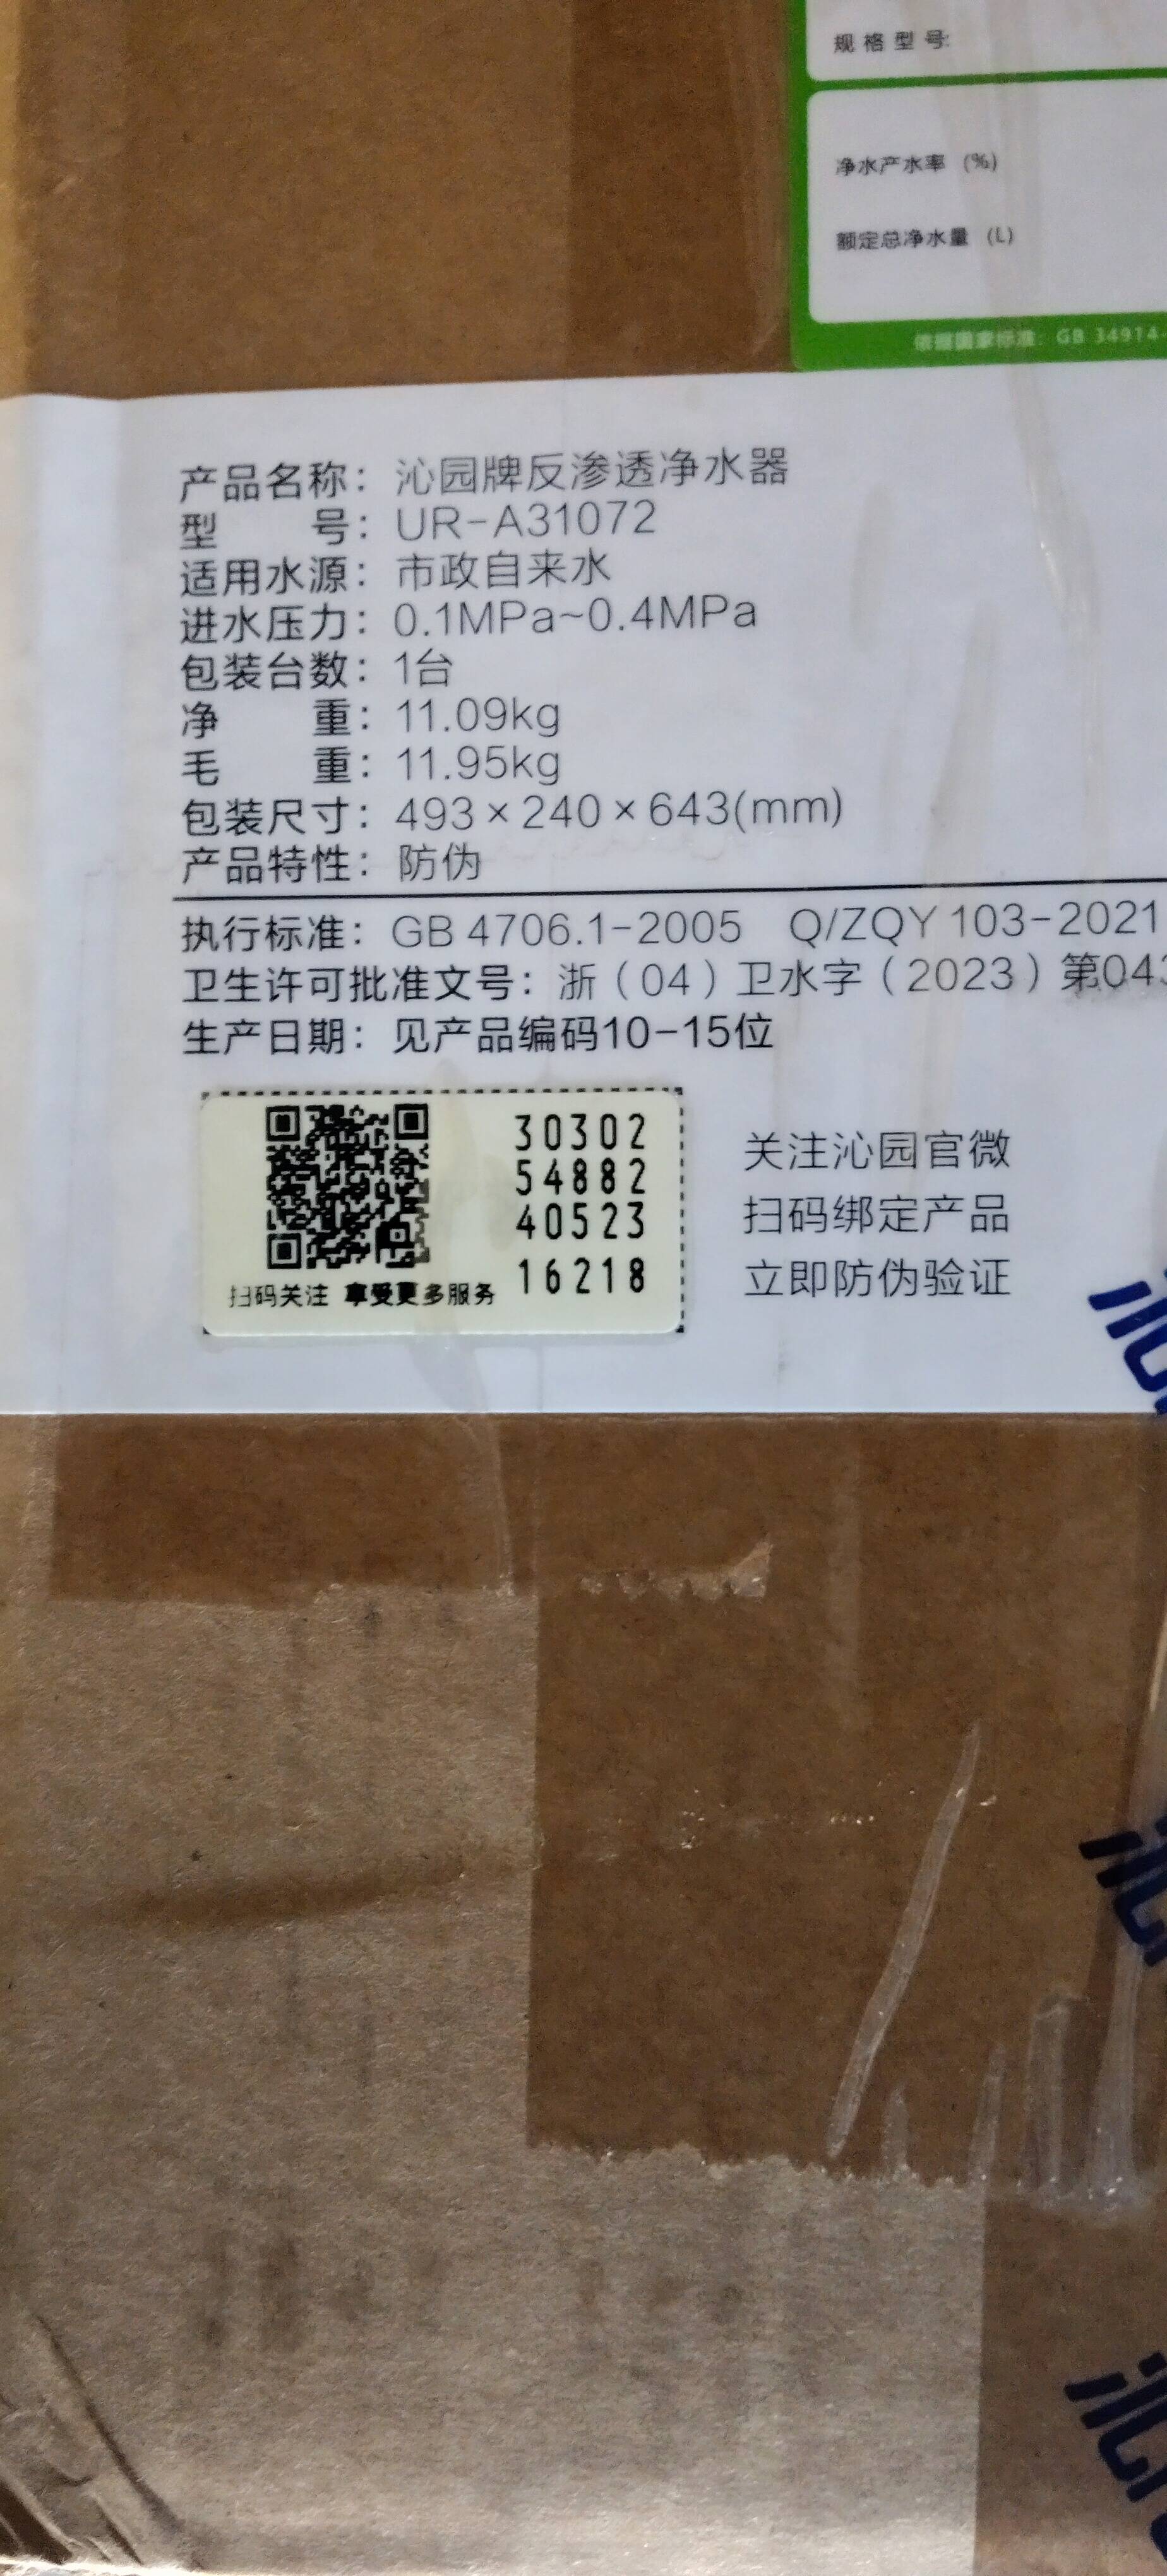 规格型号:
净水产水率 (%)
额定总净水量 (L)
依据国家标准: GB 34914-
产品名称: 沁园牌反渗透净水器
型 号: UR-A31072
适用水源: 市政自来水
进水压力: 0.1MPa~0.4MPa
包装台数: 1台
净 重: 11.09kg
毛 重: 11.95kg
包装尺寸: 493×240×643(mm)
产品特性: 防伪
执行标准: GB 4706.1-2005 Q/ZQY 103-2021
卫生许可批准文号: 浙（04）卫水字（2023）第043
生产日期: 见产品编码10-15位
30302
54882
40523
16218
扫码关注 享受更多服务
关注沁园官微
扫码绑定产品
立即防伪验证
沁
沁
沁